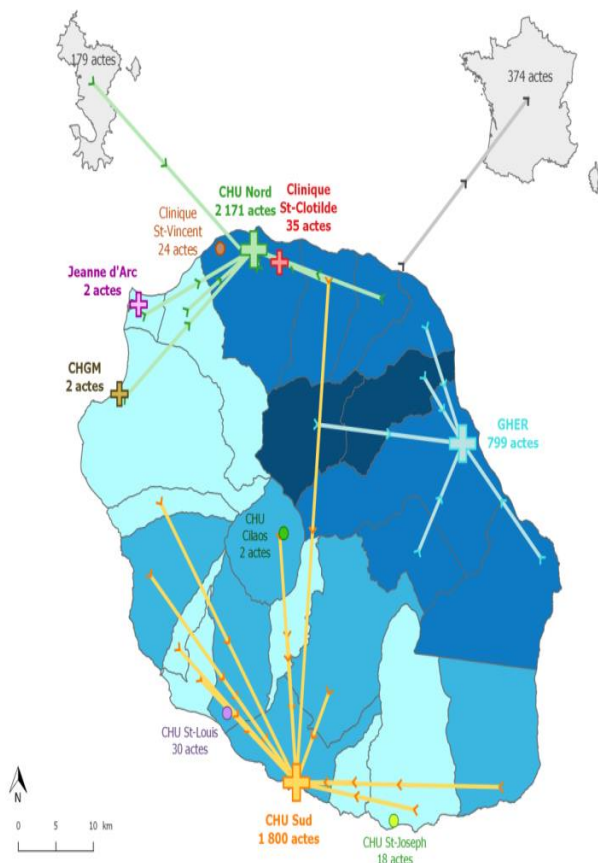 179 actes
374 actes
CHU Nord
2 171 actes
Clinique
St-Clotilde
35 actes
Clinique
St-Vincent
24 actes
Jeanne d'Arc
2 actes
CHGM
2 actes
GHER
799 actes
CHU
Cilaos
2 actes
CHU St-Louis
30 actes
CHU Sud
1 800 actes
CHU St-Joseph
18 actes
N
0 5 10 km